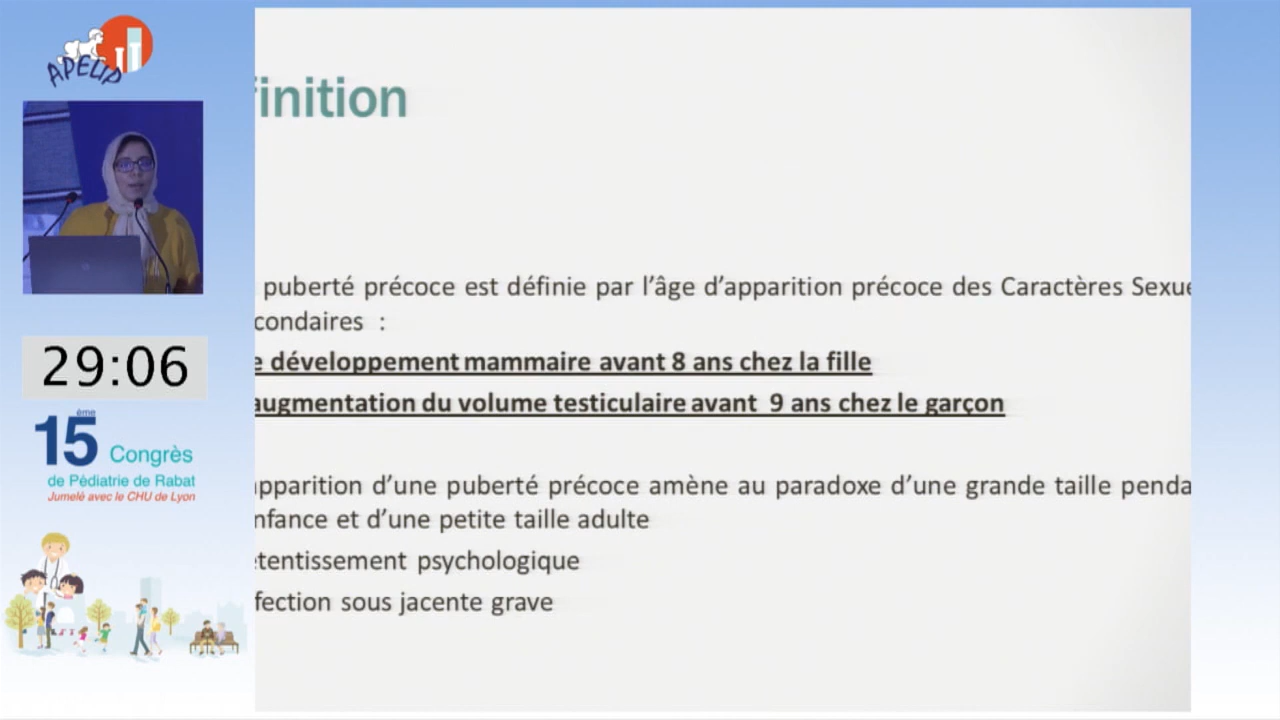 APEUP
29:06
15ème Congrès
de Pédiatrie de Rabat
Jumelé avec le CHU de Lyon
finition
puberté précoce est définie par l'âge d'apparition précoce des Caractères Sexue
condaires :
e développement mammaire avant 8 ans chez la fille
augmentation du volume testiculaire avant 9 ans chez le garçon
apparition d'une puberté précoce amène au paradoxe d'une grande taille penda
nfance et d'une petite taille adulte
etentissement psychologique
ffection sous jacente grave